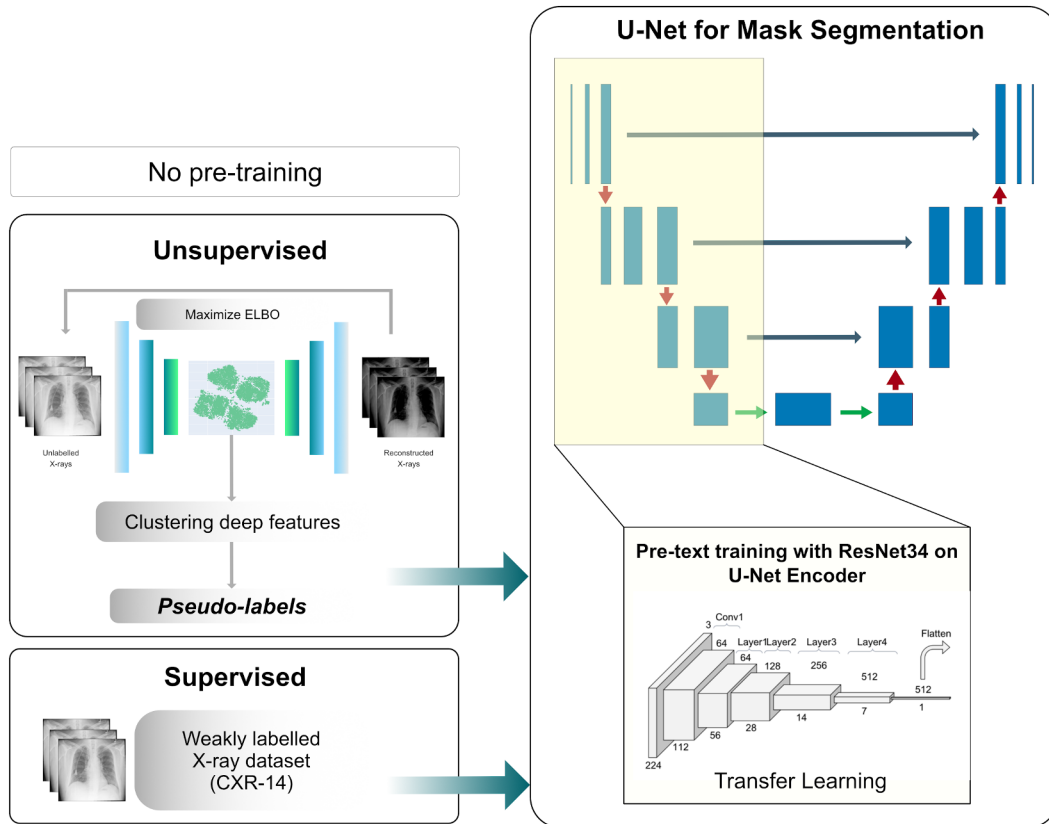 No pre-training
Unsupervised
Maximize ELBO
Unlabelled
X-rays
Reconstructed
X-rays
Clustering deep features
Pseudo-labels
Supervised
Weakly labelled
X-ray dataset
(CXR-14)
U-Net for Mask Segmentation
Pre-text training with ResNet34 on
U-Net Encoder
3
Conv1
64
Layer1
64
Layer2
128
Layer3
256
Layer4
512
Flatten
512
224
112
56
28
14
7
1
Transfer Learning